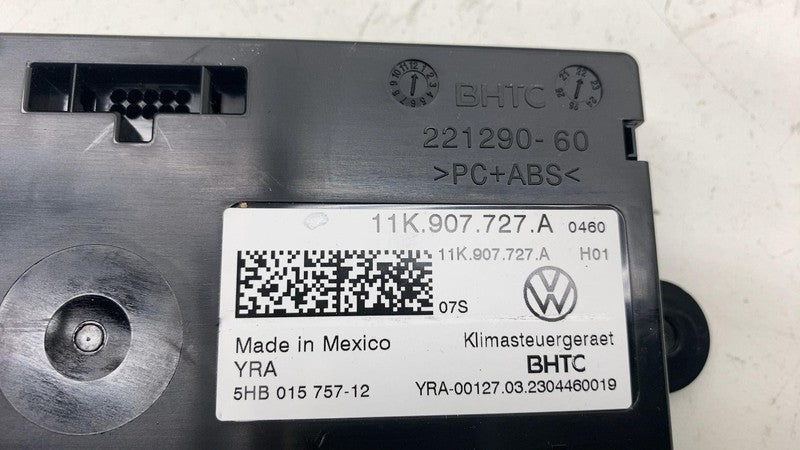 BHTC
221290-60
>PC+ABS<
11K.907.727.A 0460
11K.907.727.A H01
07S
Made in Mexico
Klimasteuergeraet
YRA
BHTC
5HB 015 757-12
YRA-00127.03.2304460019